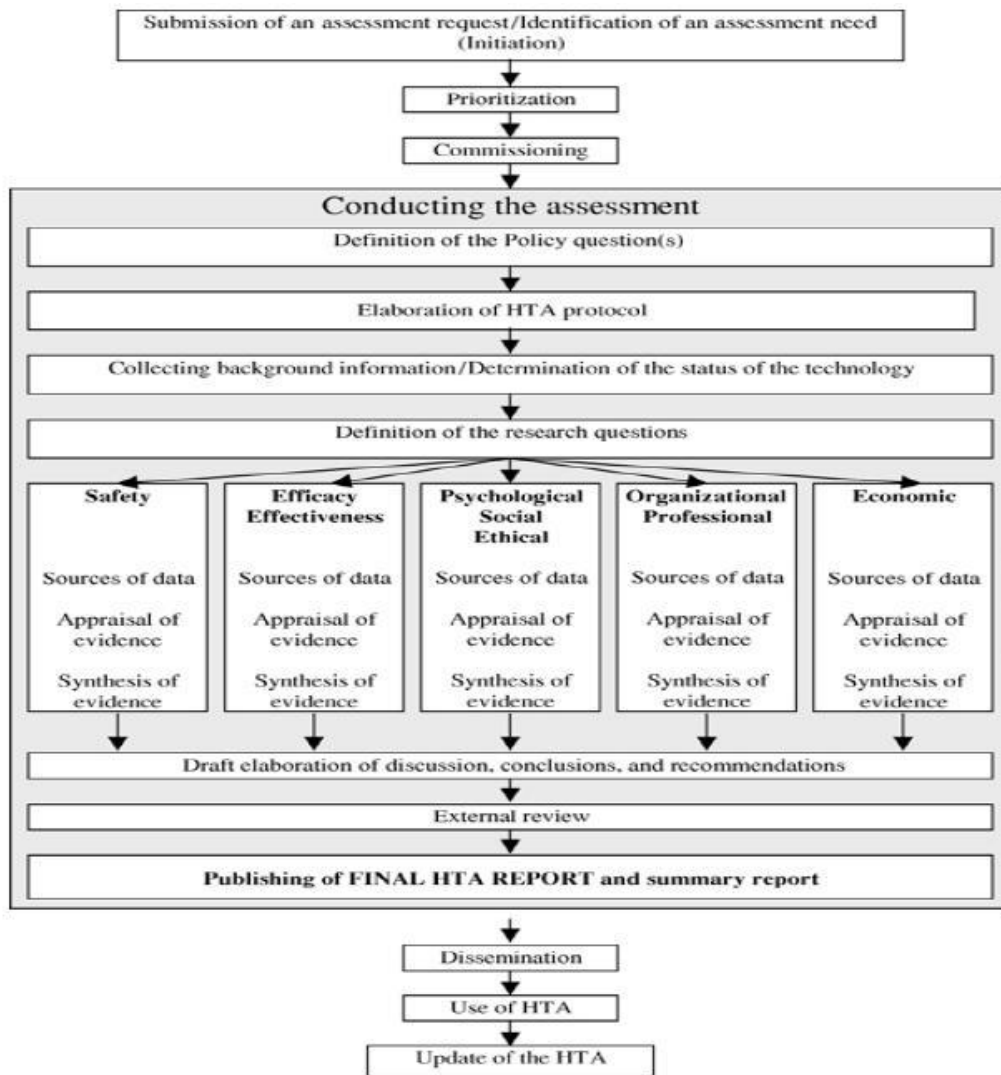 Submission of an assessment request/Identification of an assessment need
(Initiation)
Prioritization
Commissioning
Conducting the assessment
Definition of the Policy question(s)
Elaboration of HTA protocol
Collecting background information/Determination of the status of the technology
Definition of the research questions
Safety
Sources of data
Appraisal of
evidence
Synthesis of
evidence
Efficacy
Effectiveness
Sources of data
Appraisal of
evidence
Synthesis of
evidence
Psychological
Social
Ethical
Sources of data
Appraisal of
evidence
Synthesis of
evidence
Organizational
Professional
Sources of data
Appraisal of
evidence
Synthesis of
evidence
Economic
Sources of data
Appraisal of
evidence
Synthesis of
evidence
Draft elaboration of discussion, conclusions, and recommendations
External review
Publishing of FINAL HTA REPORT and summary report
Dissemination
Use of HTA
Update of the HTA